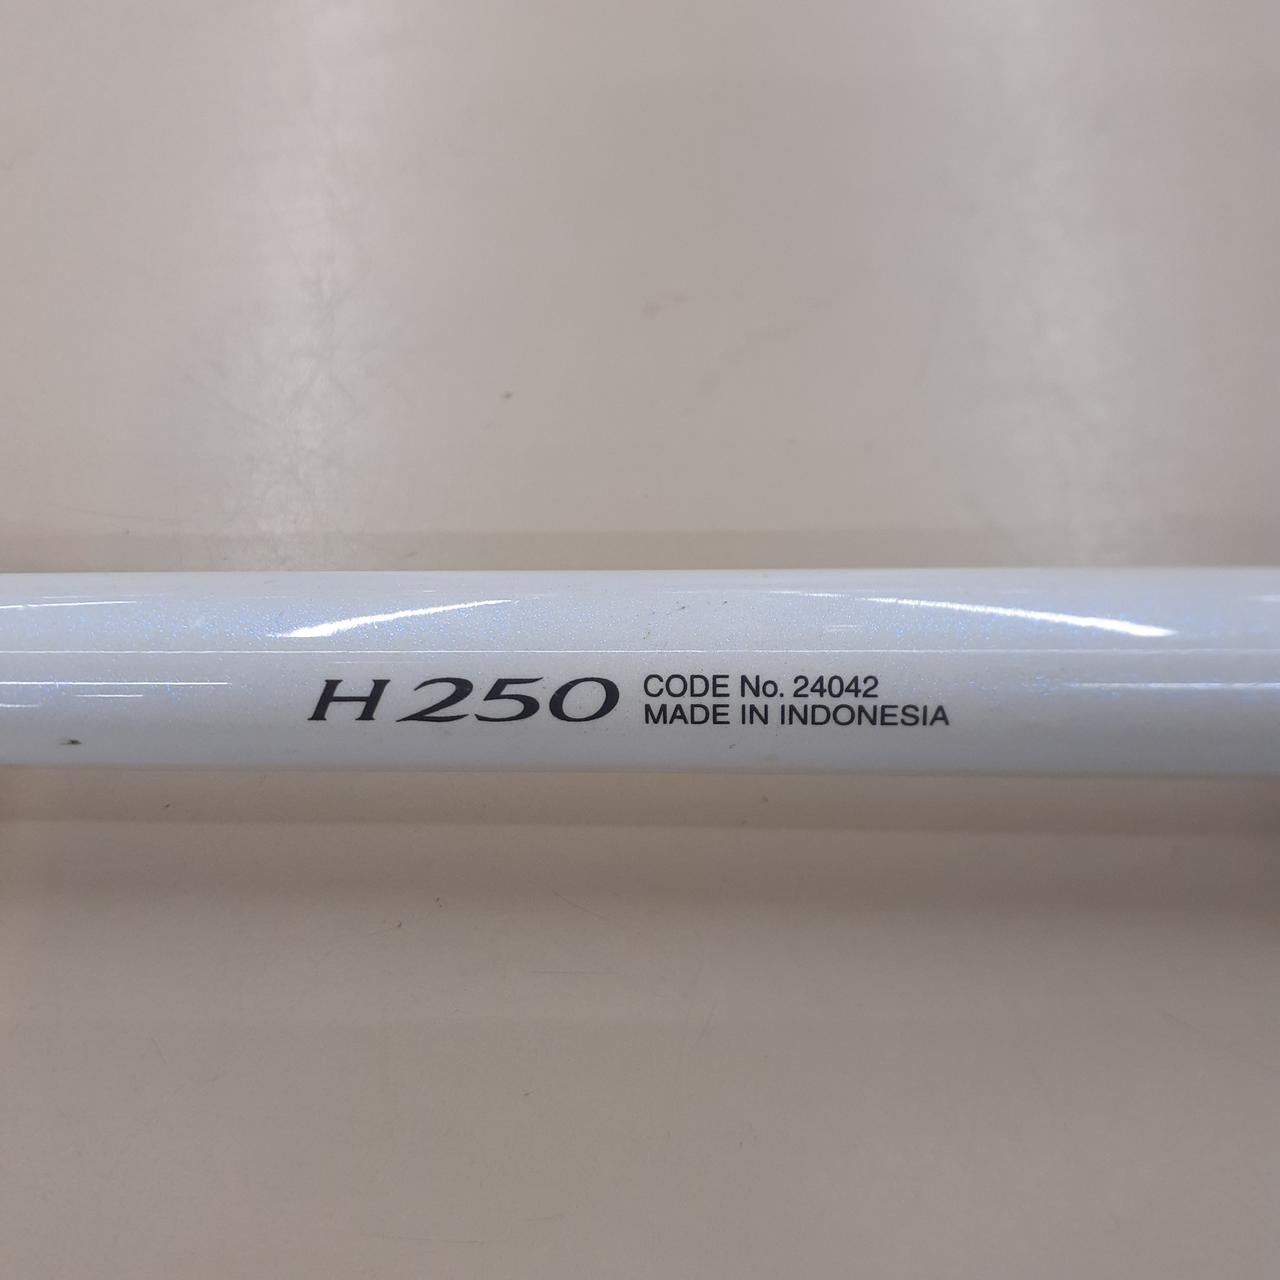 H250
CODE No. 24042
MADE IN INDONESIA